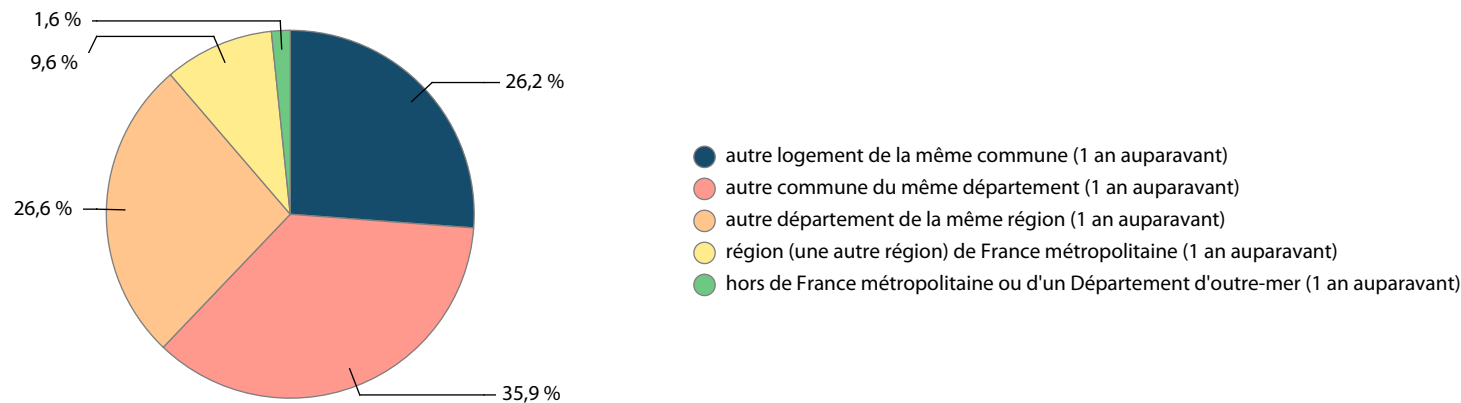 1,6 %
9,6 %
26,2 %
26,6 %
35,9 %
autre logement de la même commune (1 an auparavant)
autre commune du même département (1 an auparavant)
autre département de la même région (1 an auparavant)
région (une autre région) de France métropolitaine (1 an auparavant)
hors de France métropolitaine ou d'un Département d'outre-mer (1 an auparavant)